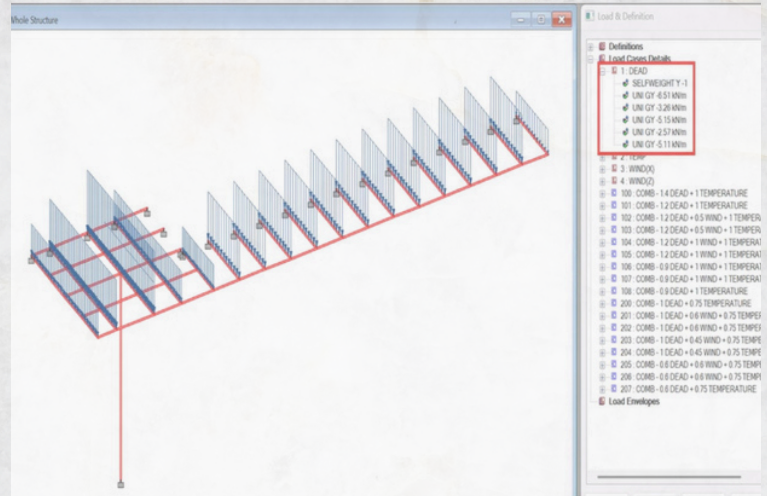 Whole Structure
Load & Definition
Definitions
Load Cases Details
1 : DEAD
SELFWEIGHT Y -1
UNI GY -6.51 kN/m
UNI GY -3.26 kN/m
UNI GY -5.15 kN/m
UNI GY -2.57 kN/m
UNI GY -5.11 kN/m
2 : TEMP
3 : WIND(X)
4 : WIND(Z)
100 : COMB - 1.4 DEAD + 1 TEMPERATURE
101 : COMB - 1.2 DEAD + 1 TEMPERATURE
102 : COMB - 1.2 DEAD + 0.5 WIND + 1 TEMPERA
103 : COMB - 1.2 DEAD + 0.5 WIND + 1 TEMPERA
104 : COMB - 1.2 DEAD + 1 WIND + 1 TEMPERAT
105 : COMB - 1.2 DEAD + 1 WIND + 1 TEMPERAT
106 : COMB - 0.9 DEAD + 1 WIND + 1 TEMPERAT
107 : COMB - 0.9 DEAD + 1 WIND + 1 TEMPERAT
108 : COMB - 0.9 DEAD + 1 TEMPERATURE
200 : COMB - 1 DEAD + 0.75 TEMPERATURE
201 : COMB - 1 DEAD + 0.6 WIND + 0.75 TEMPE
202 : COMB - 1 DEAD + 0.6 WIND + 0.75 TEMPE
203 : COMB - 1 DEAD + 0.45 WIND + 0.75 TEMP
204 : COMB - 1 DEAD + 0.45 WIND + 0.75 TEMP
205 : COMB - 0.6 DEAD + 0.6 WIND + 0.75 TEMP
206 : COMB - 0.6 DEAD + 0.6 WIND + 0.75 TEMP
207 : COMB - 0.6 DEAD + 0.75 TEMPERATURE
Load Envelopes